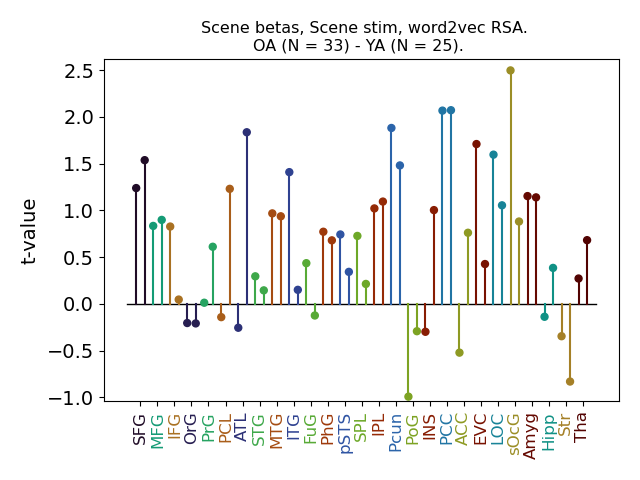 Scene betas, Scene stim, word2vec RSA.
OA (N = 33) - YA (N = 25).
t-value
2.5
2.0
1.5
1.0
0.5
0.0
−0.5
−1.0
SFG
MFG
IFG
OrG
PrG
PCL
ATL
STG
MTG
ITG
FuG
PhG
pSTS
SPL
IPL
Pcun
PoG
INS
PCC
ACC
EVC
LOC
sOccG
Amyg
Hipp
Str
Tha